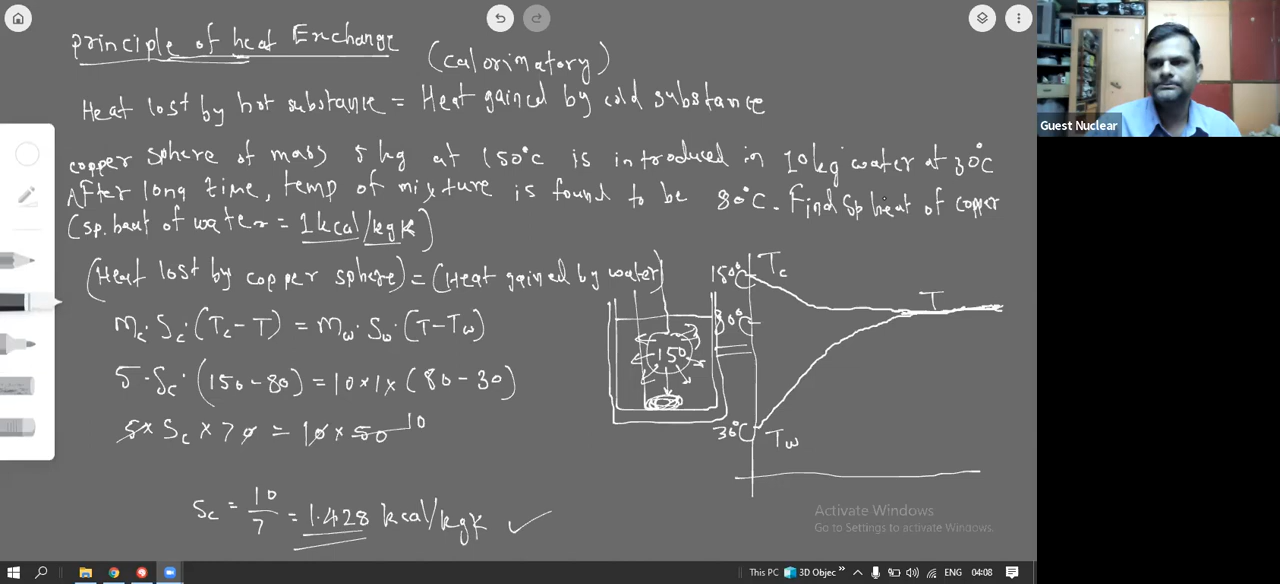 principle of heat Exchange
(calorimatory)
Heat lost by hot substance = Heat gained by cold substance
copper sphere of mass 5 kg at 150°c is introduced in 10kg water at 30°C
After long time, temp of mixture is found to be 80°C. Find sp heat of copper
(sp. heat of water = 1 kcal/kgK)
(Heat lost by copper sphere) = (Heat gained by water)
Mc·Sc·(Tc-T) = Mw·Sw·(T-Tw)
5·Sc·(150-80) = 10×1×(80-30)
5×Sc×70 = 10×50 10
Sc = 10/7 = 1.428 kcal/kgK
150
150°C Tc
80°C
T
30°C Tw
Guest Nuclear
Activate Windows
Go to Settings to activate Windows.
This PC
3D Objec
ENG
04:08